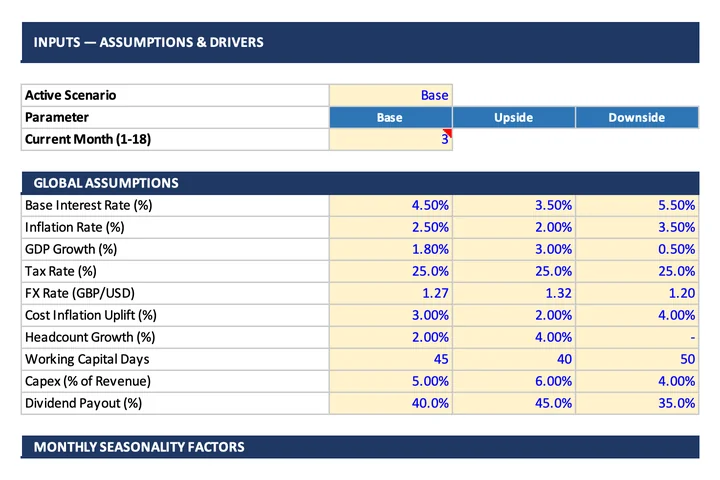 INPUTS — ASSUMPTIONS & DRIVERS
Active Scenario Base
Parameter Base Upside Downside
Current Month (1-18) 3
GLOBAL ASSUMPTIONS
Base Interest Rate (%) 4.50% 3.50% 5.50%
Inflation Rate (%) 2.50% 2.00% 3.50%
GDP Growth (%) 1.80% 3.00% 0.50%
Tax Rate (%) 25.0% 25.0% 25.0%
FX Rate (GBP/USD) 1.27 1.32 1.20
Cost Inflation Uplift (%) 3.00% 2.00% 4.00%
Headcount Growth (%) 2.00% 4.00% -
Working Capital Days 45 40 50
Capex (% of Revenue) 5.00% 6.00% 4.00%
Dividend Payout (%) 40.0% 45.0% 35.0%
MONTHLY SEASONALITY FACTORS